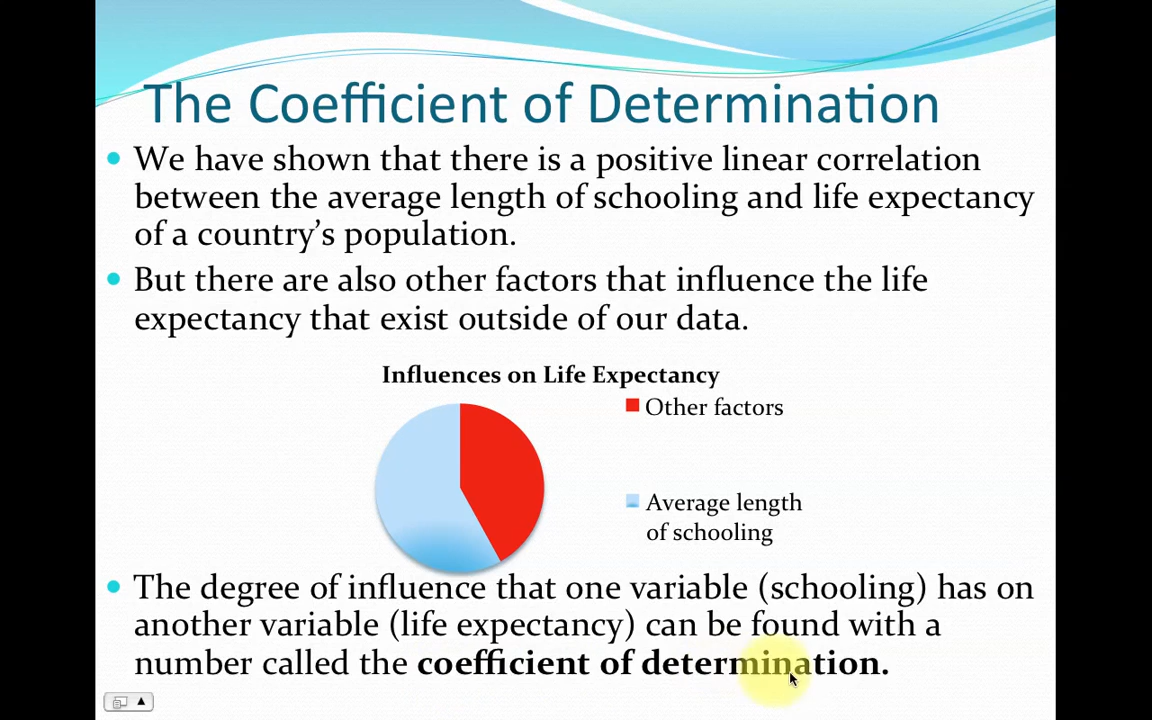 The Coefficient of Determination
We have shown that there is a positive linear correlation
between the average length of schooling and life expectancy
of a country’s population.
But there are also other factors that influence the life
expectancy that exist outside of our data.
Influences on Life Expectancy
Other factors
Average length
of schooling
The degree of influence that one variable (schooling) has on
another variable (life expectancy) can be found with a
number called the coefficient of determination.